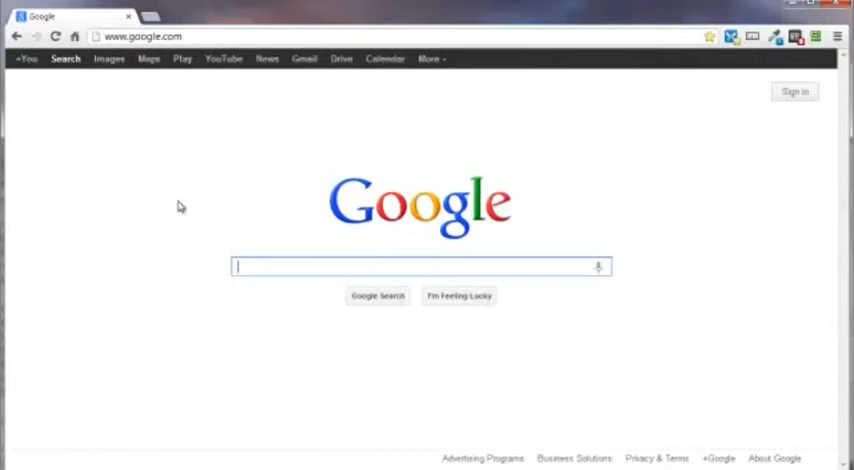 Google
www.google.com
+You Search Images Maps Play YouTube News Gmail Drive Calendar More
Sign in
Google
Google Search I'm Feeling Lucky
Advertising Programs Business Solutions Privacy & Terms +Google About Google